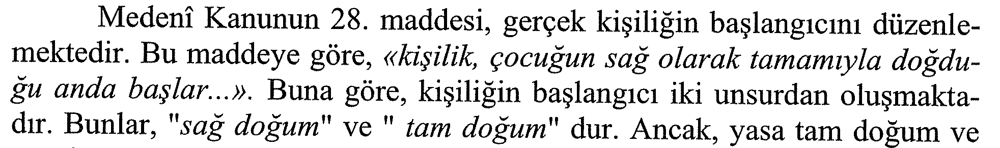 Medenî Kanunun 28. maddesi, gerçek kişiliğin başlangıcını düzenle-
mektedir. Bu maddeye göre, «kişilik, çocuğun sağ olarak tamamıyla doğdu-
ğu anda başlar...». Buna göre, kişiliğin başlangıcı iki unsurdan oluşmakta-
dır. Bunlar, "sağ doğum" ve " tam doğum" dur. Ancak, yasa tam doğum ve